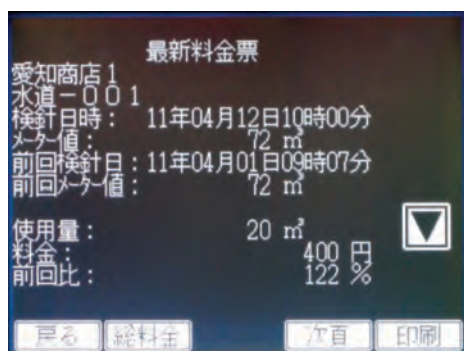 最新料金票
愛知商店1
水道－001
検針日時： 11年04月12日10時00分
メーター値： 72 ㎥
前回検針日：11年04月01日09時07分
前回メーター値： 72 ㎥
使用量： 20 ㎥
料金： 400 円
前回比： 122 %
戻る 総料金 次頁 印刷